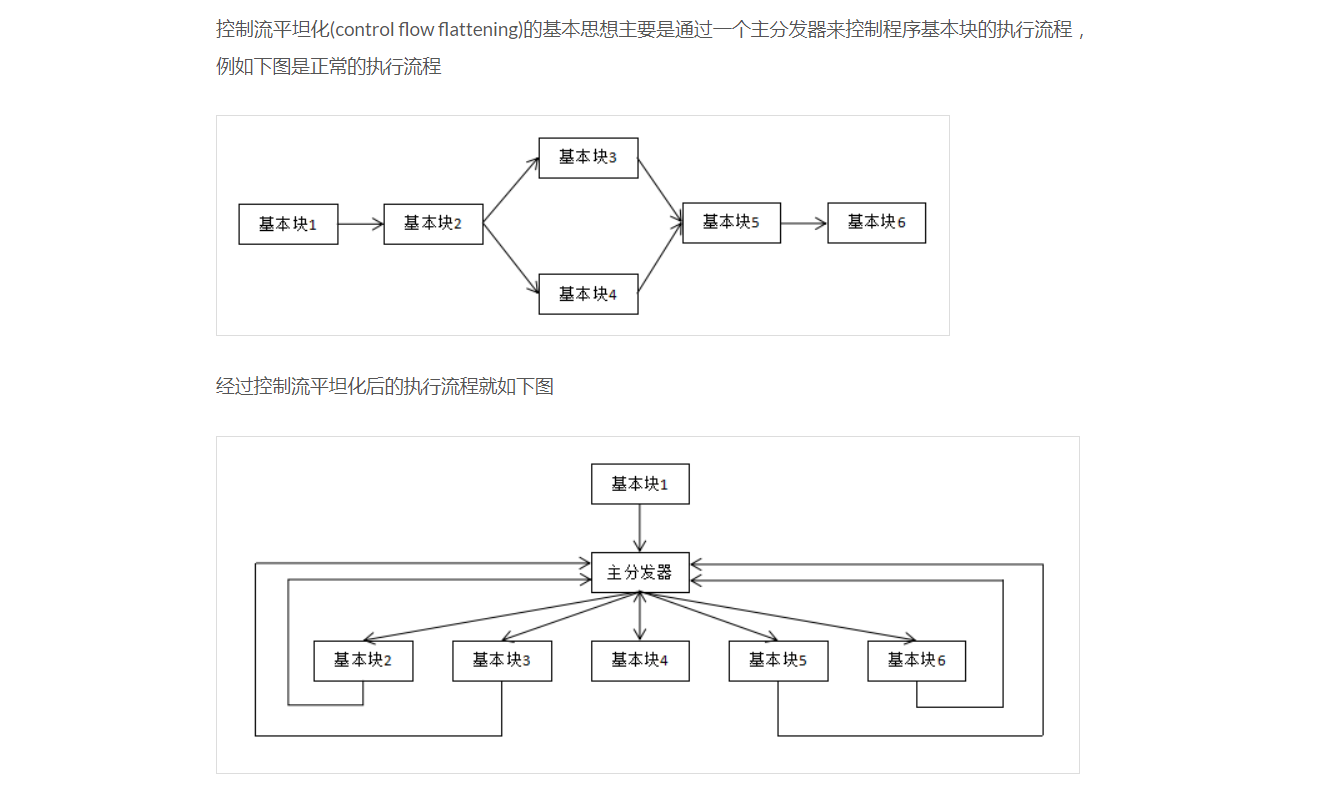 控制流平坦化(control flow flattening)的基本思想主要是通过一个主分发器来控制程序基本块的执行流程，
例如下图是正常的执行流程
基本块3
基本块1
基本块2
基本块5
基本块6
基本块4
经过控制流平坦化后的执行流程就如下图
基本块1
主分发器
基本块2
基本块3
基本块4
基本块5
基本块6